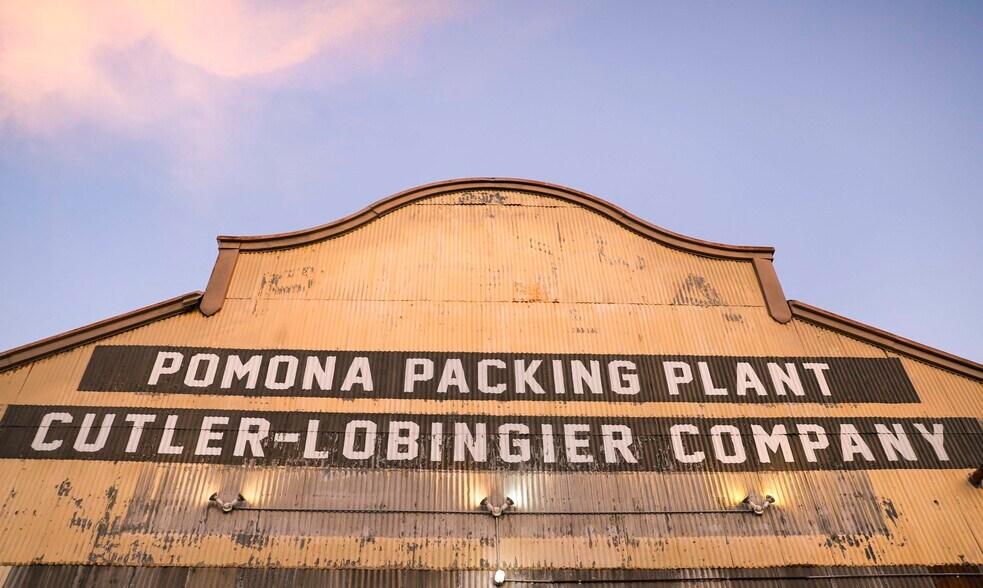 POMONA PACKING PLANT
CUTLER-LOBINGIER COMPANY